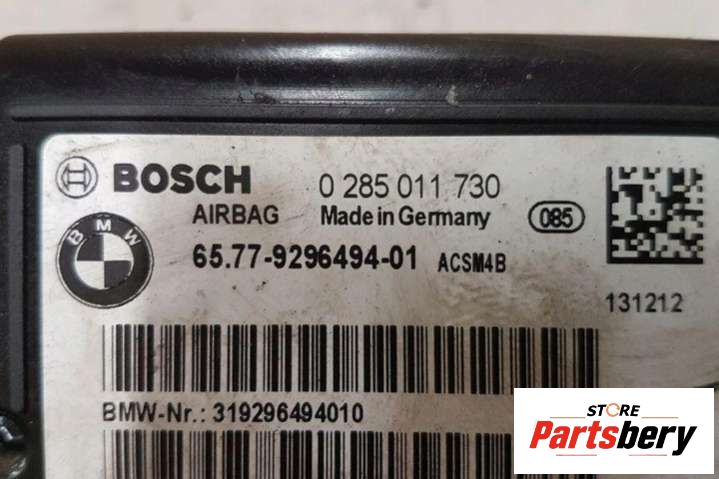 BOSCH 0 285 011 730
AIRBAG Made in Germany 085
BMW
65.77-9296494-01 ACSM4B
131212
BMW-Nr.: 319296494010
STORE
Partsbery